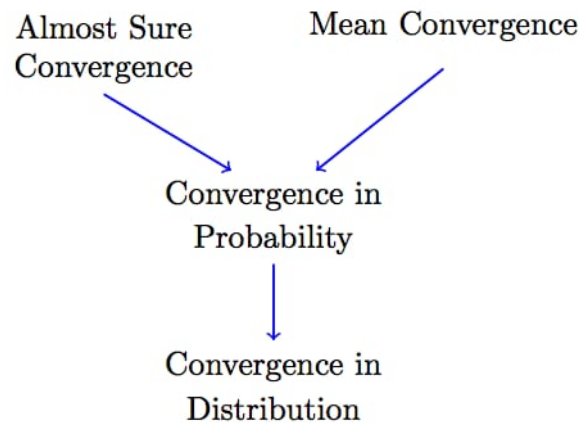 Almost Sure
Convergence
Mean Convergence
Convergence in
Probability
Convergence in
Distribution